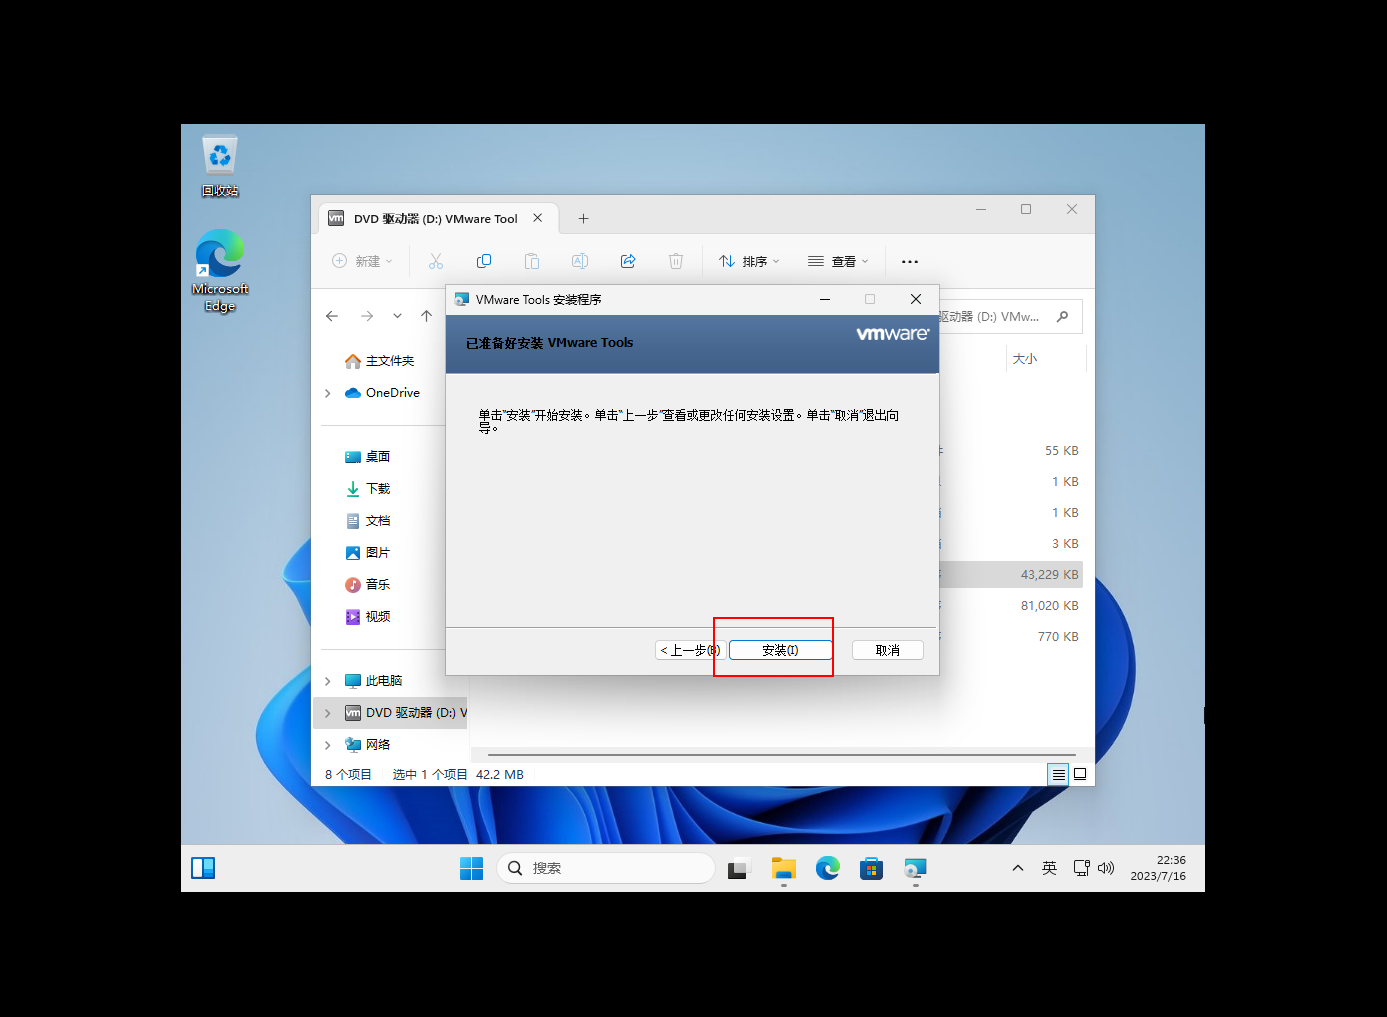 回收站
Microsoft
Edge
vm DVD 驱动器 (D:) VMware Tool
新建
排序
查看
VMware Tools 安装程序
已准备好安装 VMware Tools
vmware
单击"安装"开始安装。单击"上一步"查看或更改任何安装设置。单击"取消"退出向
导。
< 上一步(B)
安装(I)
取消
驱动器 (D:) VMw...
大小
55 KB
1 KB
1 KB
3 KB
43,229 KB
81,020 KB
770 KB
主文件夹
OneDrive
桌面
下载
文档
图片
音乐
视频
此电脑
vm DVD 驱动器 (D:) V
网络
8 个项目 选中 1 个项目 42.2 MB
搜索
英
22:36
2023/7/16